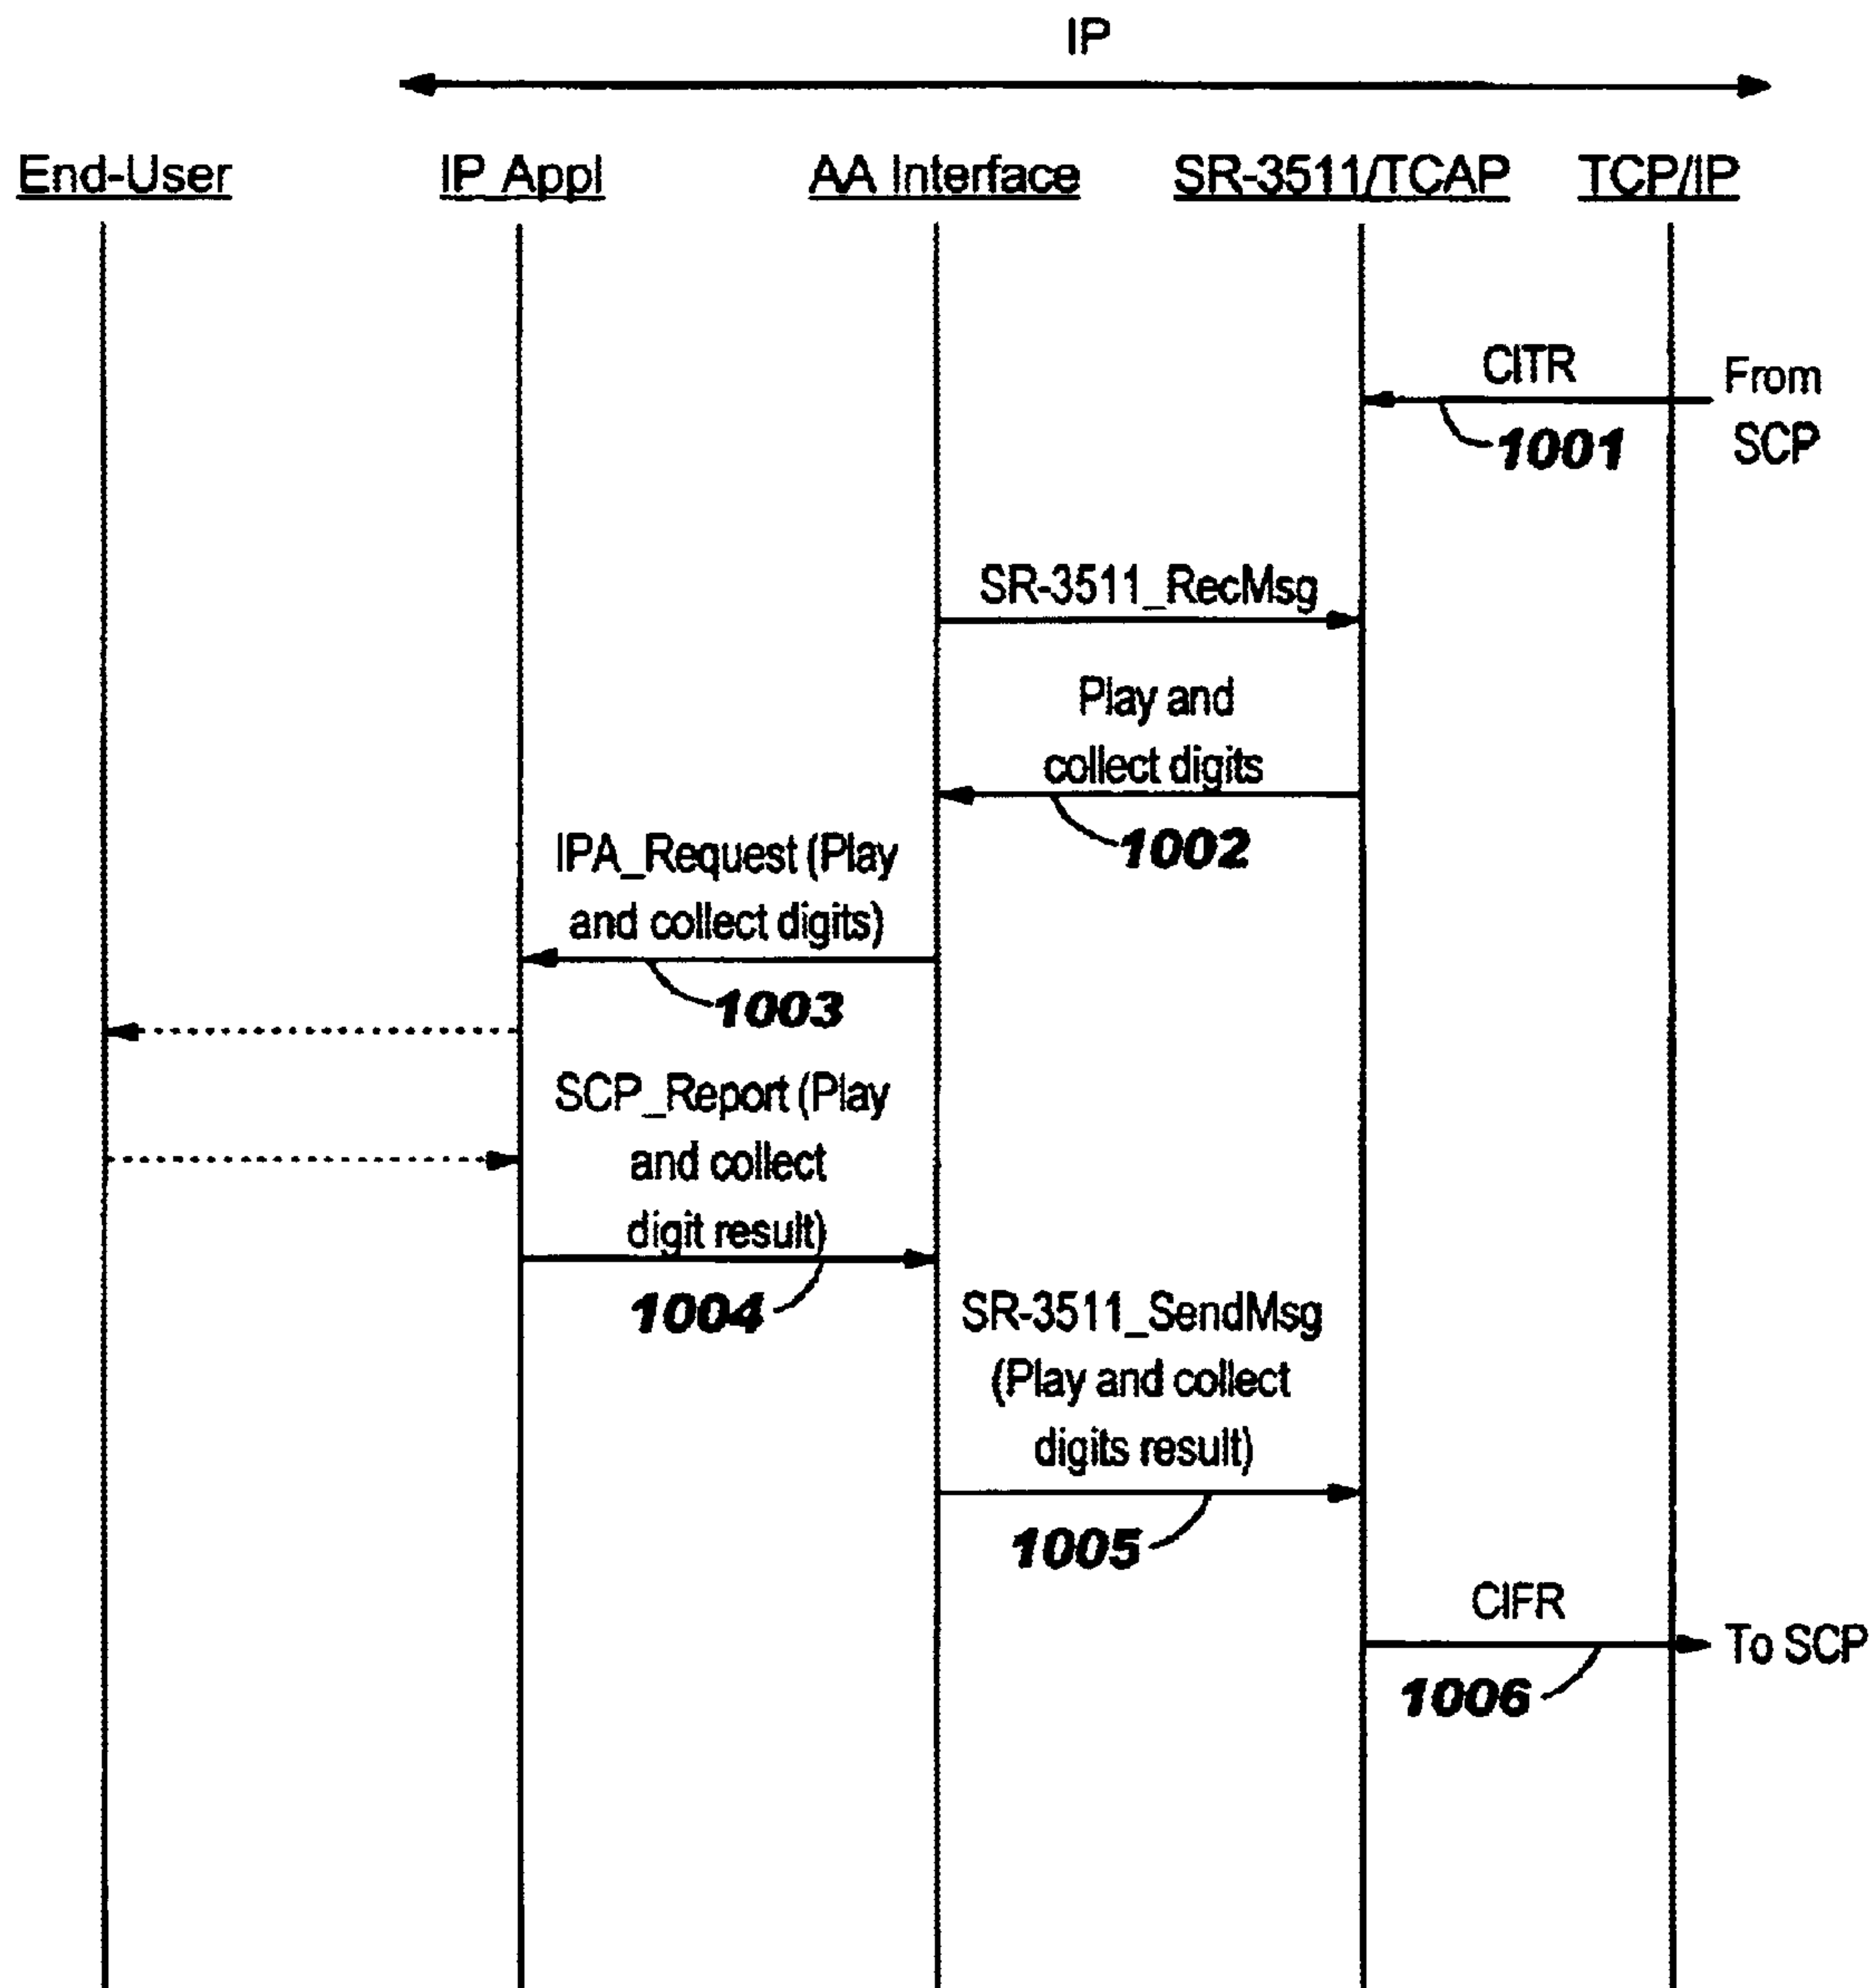 IP
End-User IP Appl AA Interface SR-3511/TCAP TCP/IP
CITR
From
SCP
1001
SR-3511_RecMsg
Play and
collect digits
1002
IPA_Request (Play
and collect digits)
1003
SCP_Report (Play
and collect
digit result)
1004
SR-3511_SendMsg
(Play and collect
digits result)
1005
CIFR
To SCP
1006